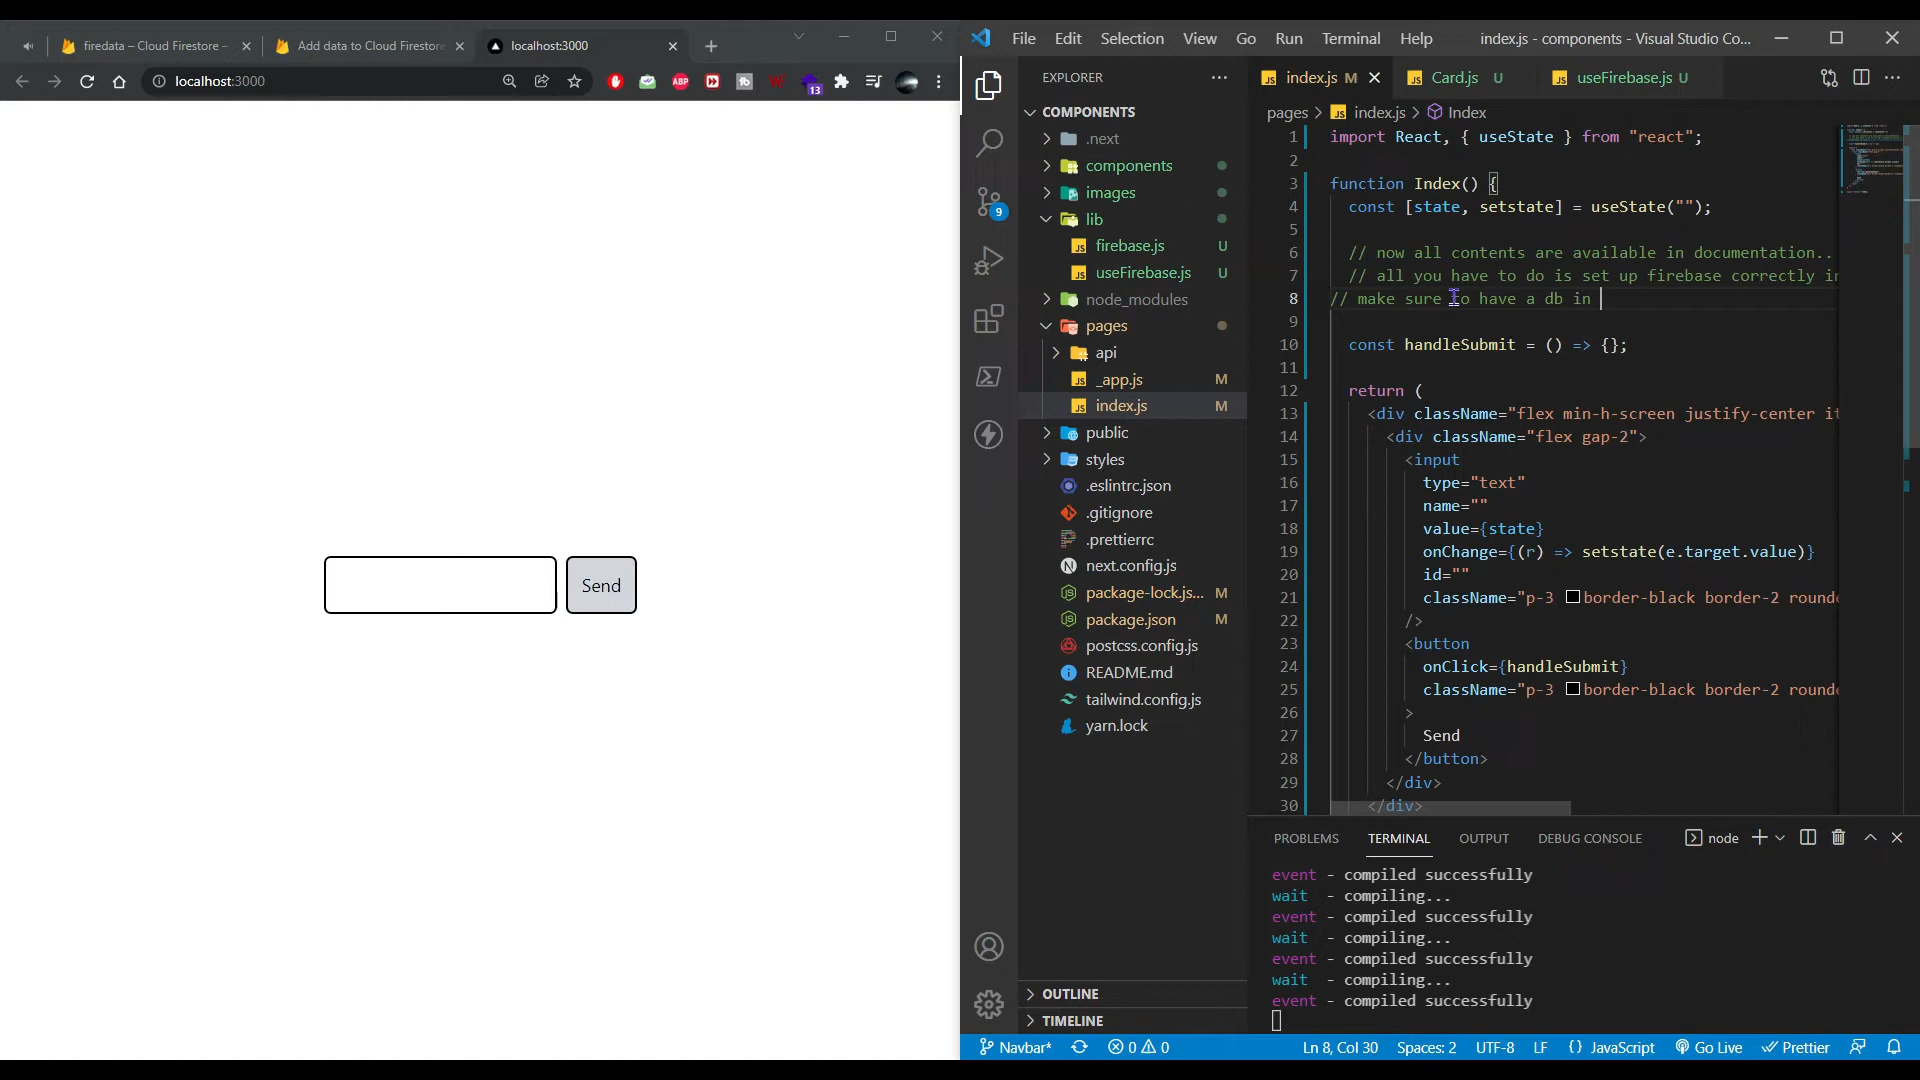 firedata – Cloud Firestore –
Add data to Cloud Firestore
localhost:3000
localhost:3000
ABP
13
Send
File Edit Selection View Go Run Terminal Help
index.js - components - Visual Studio Co...
EXPLORER
COMPONENTS
.next
components
images
lib
firebase.js U
useFirebase.js U
node_modules
pages
api
_app.js M
index.js M
public
styles
.eslintrc.json
.gitignore
.prettierrc
next.config.js
package-lock.js... M
package.json M
postcss.config.js
README.md
tailwind.config.js
yarn.lock
OUTLINE
TIMELINE
9
index.js M
Card.js U
useFirebase.js U
pages > index.js > Index
1 import React, { useState } from "react";
2
3 function Index() {
4 const [state, setstate] = useState("");
5
6 // now all contents are available in documentation..
7 // all you have to do is set up firebase correctly in
8 // make sure to have a db in
9
10 const handleSubmit = () => {};
11
12 return (
13 <div className="flex min-h-screen justify-center it
14 <div className="flex gap-2">
15 <input
16 type="text"
17 name=""
18 value={state}
19 onChange={(r) => setstate(e.target.value)}
20 id=""
21 className="p-3 border-black border-2 rounde
22 />
23 <button
24 onClick={handleSubmit}
25 className="p-3 border-black border-2 rounde
26 >
27 Send
28 </button>
29 </div>
30 </div>
PROBLEMS TERMINAL OUTPUT DEBUG CONSOLE
node
event - compiled successfully
wait - compiling...
event - compiled successfully
wait - compiling...
event - compiled successfully
wait - compiling...
event - compiled successfully
Navbar* 0 0 Ln 8, Col 30 Spaces: 2 UTF-8 LF {} JavaScript Go Live Prettier